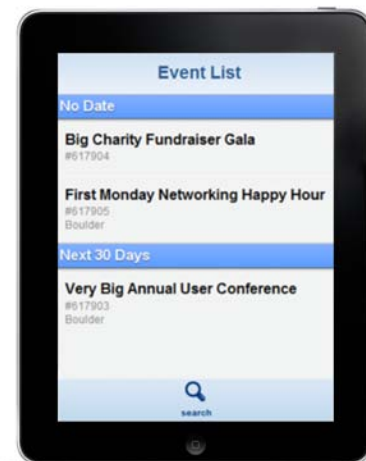 Event List
No Date
Big Charity Fundraiser Gala
#617904
First Monday Networking Happy Hour
#617905
Boulder
Next 30 Days
Very Big Annual User Conference
#617903
Boulder
search